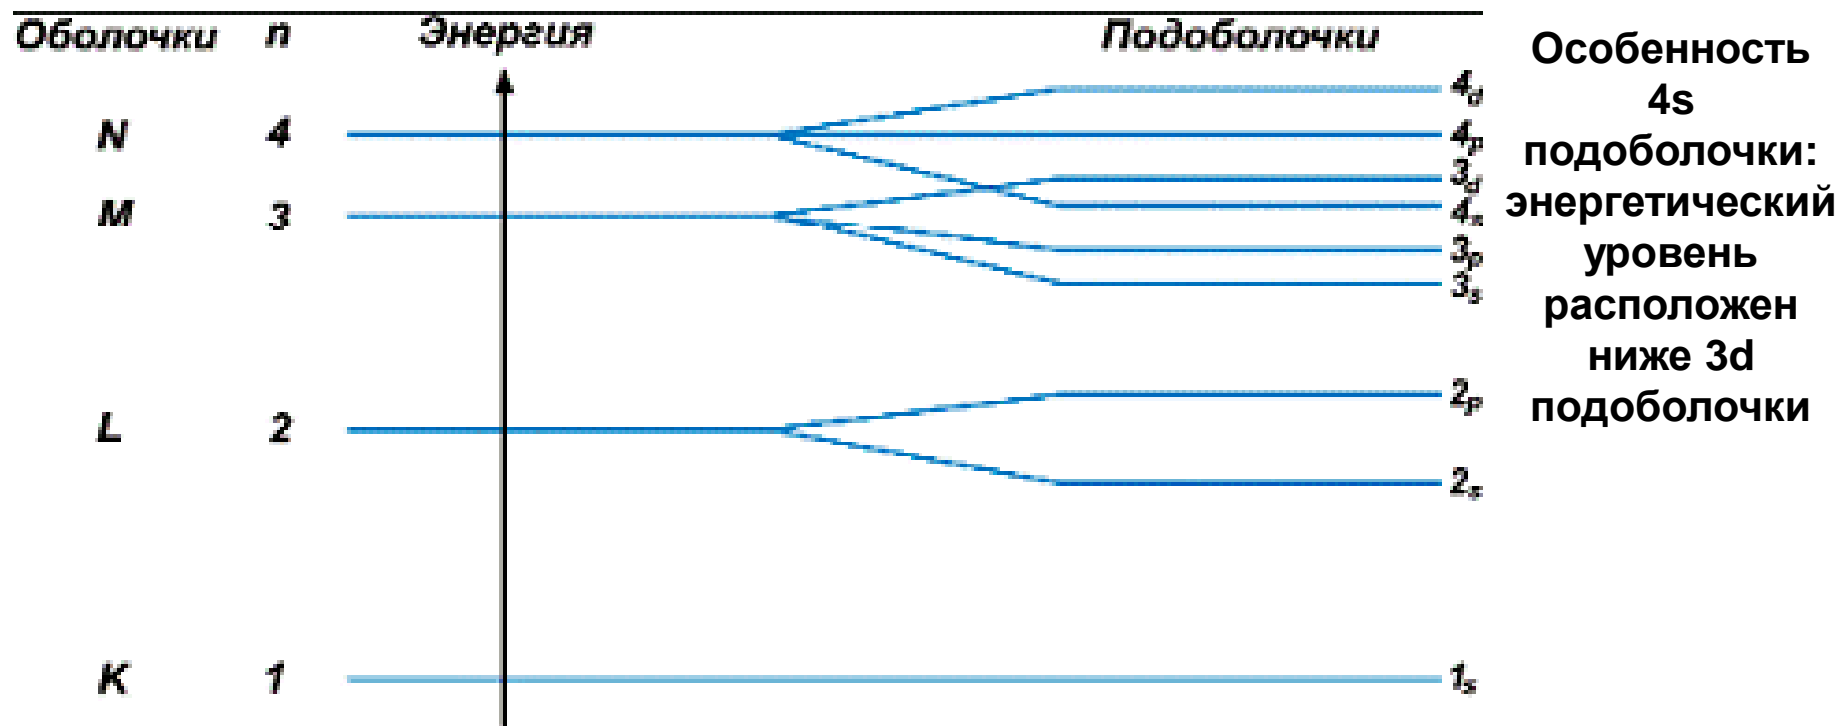 Оболочки n Энергия Подоболочки
4d
N 4 4p
3d
M 3 4s
3p
3s
2p
L 2
2s
K 1 1s
Особенность
4s
подоболочки:
энергетический
уровень
расположен
ниже 3d
подоболочки